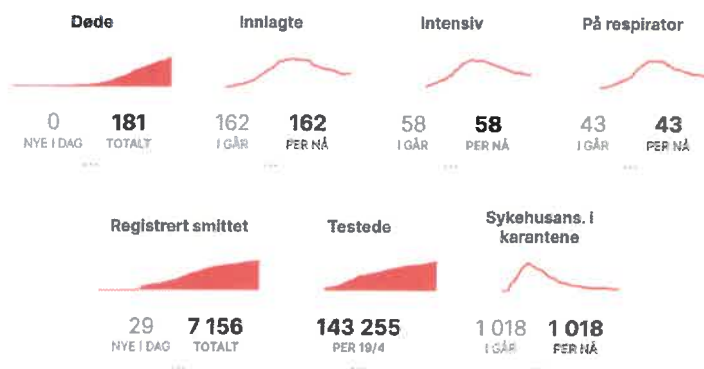 Døde
Innlagte
Intensiv
På respirator
0
181
162
162
58
58
43
43
NYE I DAG
TOTALT
I GÅR
PER NÅ
I GÅR
PER NÅ
I GÅR
PER NÅ
Registrert smittet
Testede
Sykehusans. i
karantene
29
7 156
143 255
1 018
1 018
NYE I DAG
TOTALT
PER 19/4
I GÅR
PER NÅ